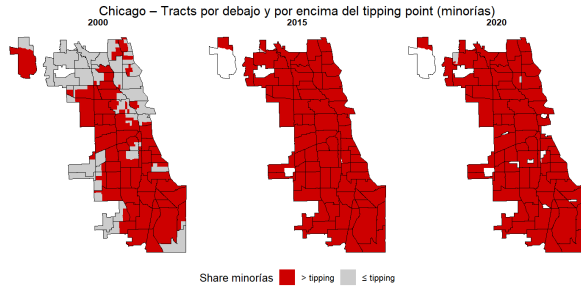 Chicago – Tracts por debajo y por encima del tipping point (minorías)
2000 2015 2020
Share minorías > tipping ≤ tipping